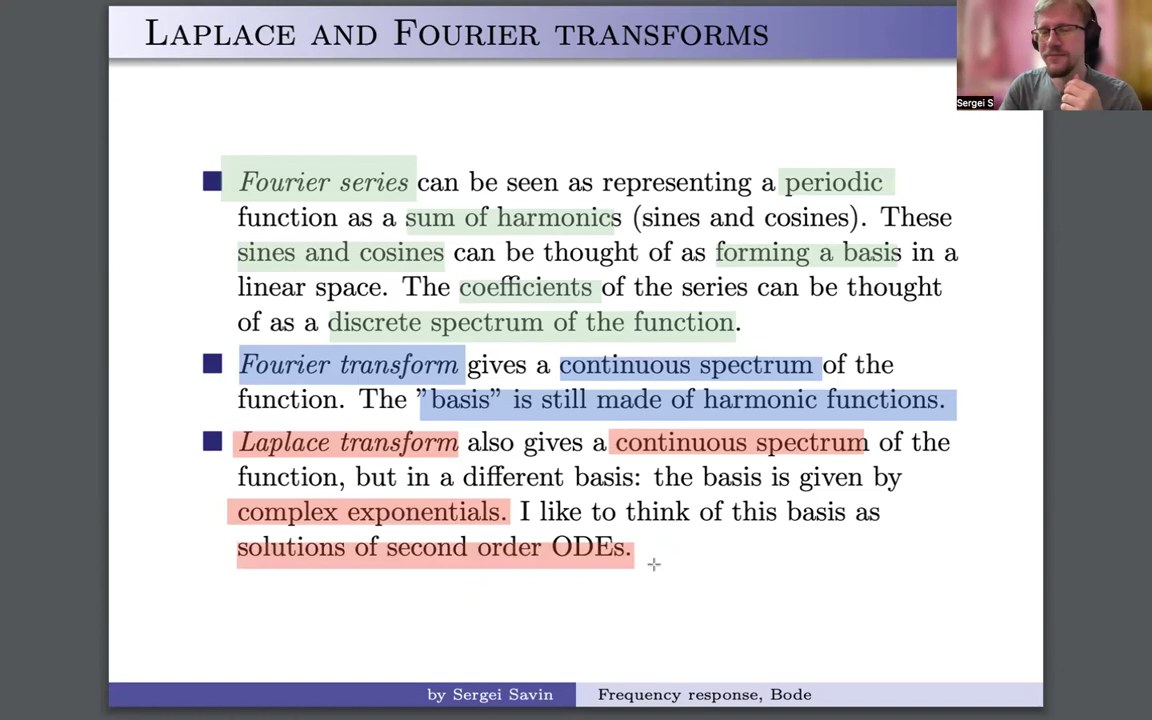 LAPLACE AND FOURIER TRANSFORMS
Sergei S
Fourier series can be seen as representing a periodic
function as a sum of harmonics (sines and cosines). These
sines and cosines can be thought of as forming a basis in a
linear space. The coefficients of the series can be thought
of as a discrete spectrum of the function.
Fourier transform gives a continuous spectrum of the
function. The ”basis” is still made of harmonic functions.
Laplace transform also gives a continuous spectrum of the
function, but in a different basis: the basis is given by
complex exponentials. I like to think of this basis as
solutions of second order ODEs.
by Sergei Savin Frequency response, Bode